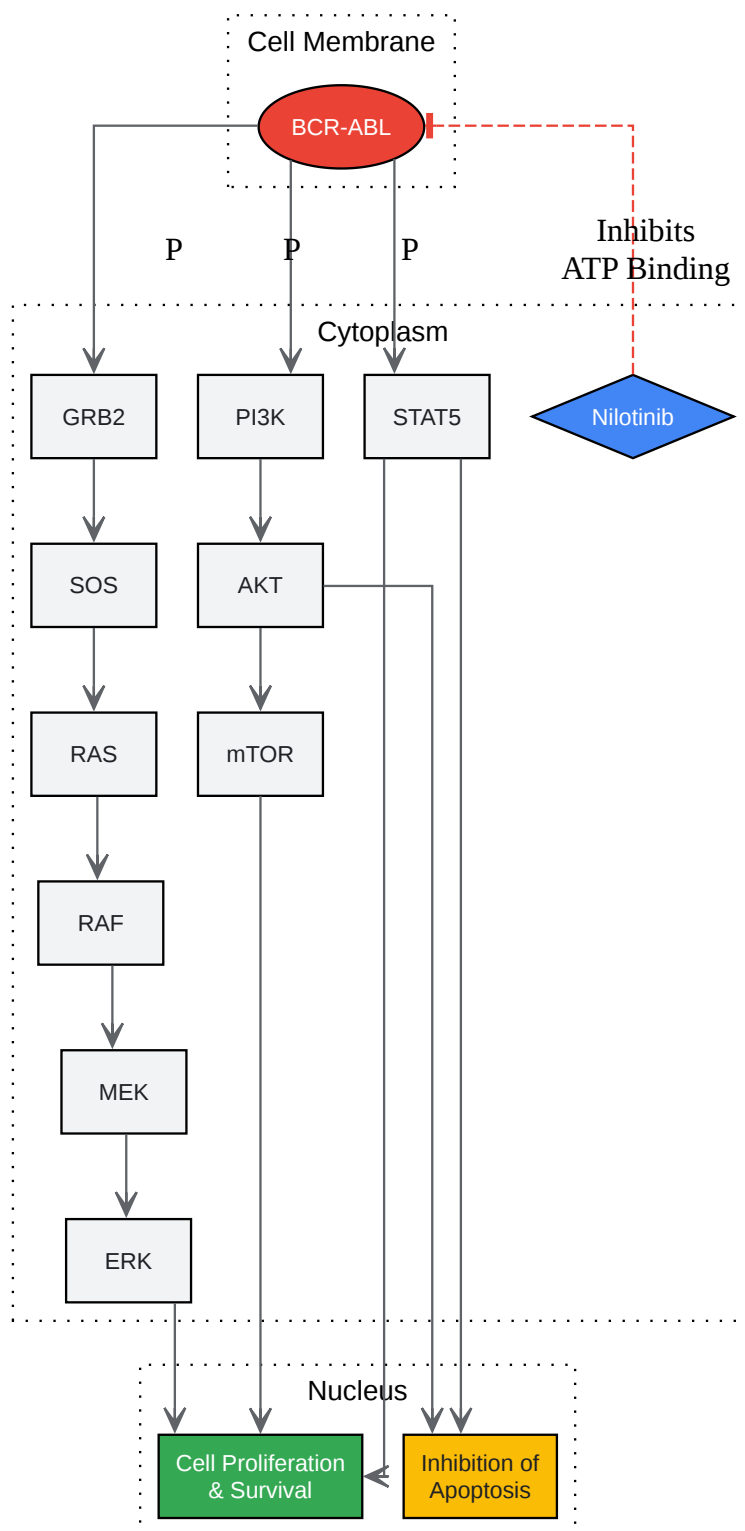 Cell Membrane
BCR-ABL
P
P
P
Inhibits
ATP Binding
Cytoplasm
GRB2
PI3K
STAT5
Nilotinib
SOS
AKT
RAS
mTOR
RAF
MEK
ERK
Nucleus
Cell Proliferation
& Survival
Inhibition of
Apoptosis